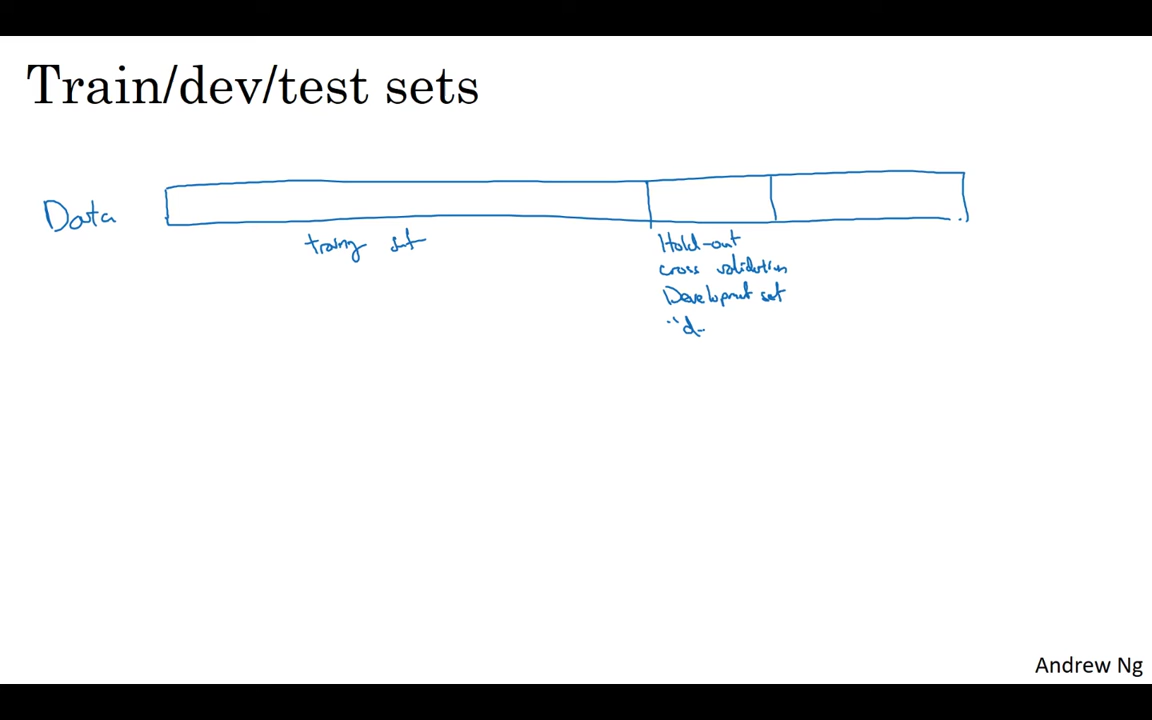 Train/dev/test sets
Data
training set
Hold-out
cross validation
Development set
"d
Andrew Ng